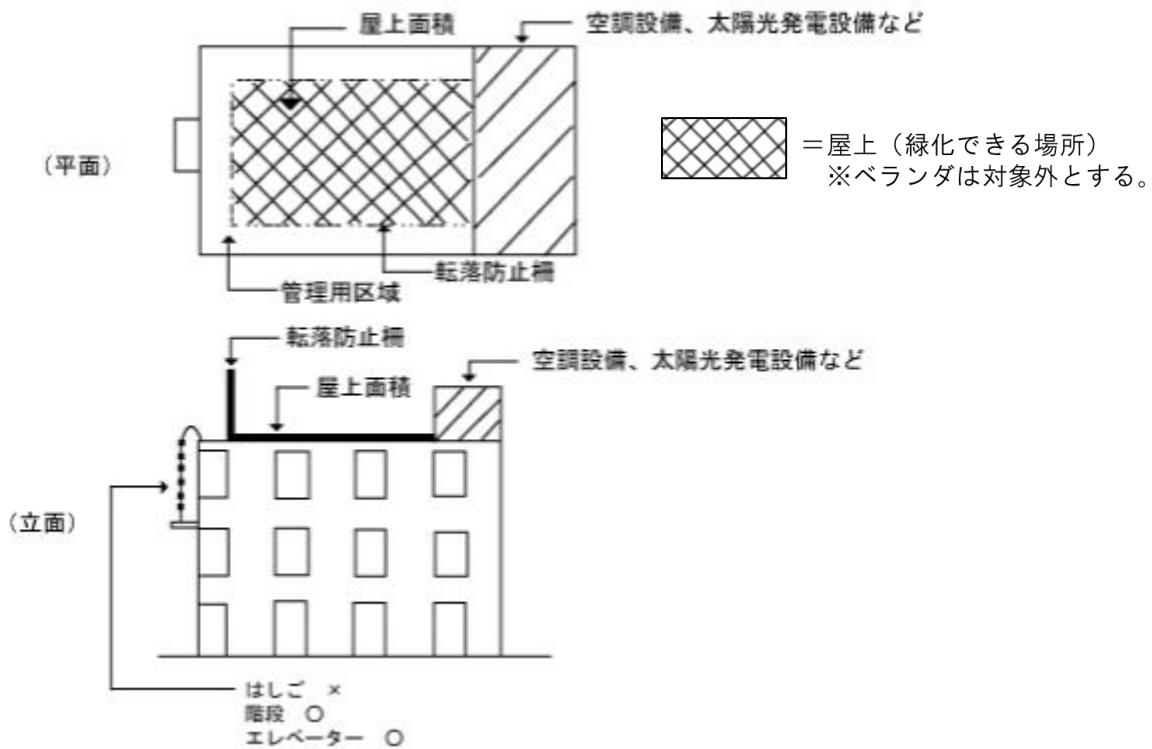 屋上面積
空調設備、太陽光発電設備など
(平面)
=屋上(緑化できる場所)
※ベランダは対象外とする。
転落防止柵
管理用区域
転落防止柵
空調設備、太陽光発電設備など
屋上面積
(立面)
はしご ×
階段 ○
エレベーター ○